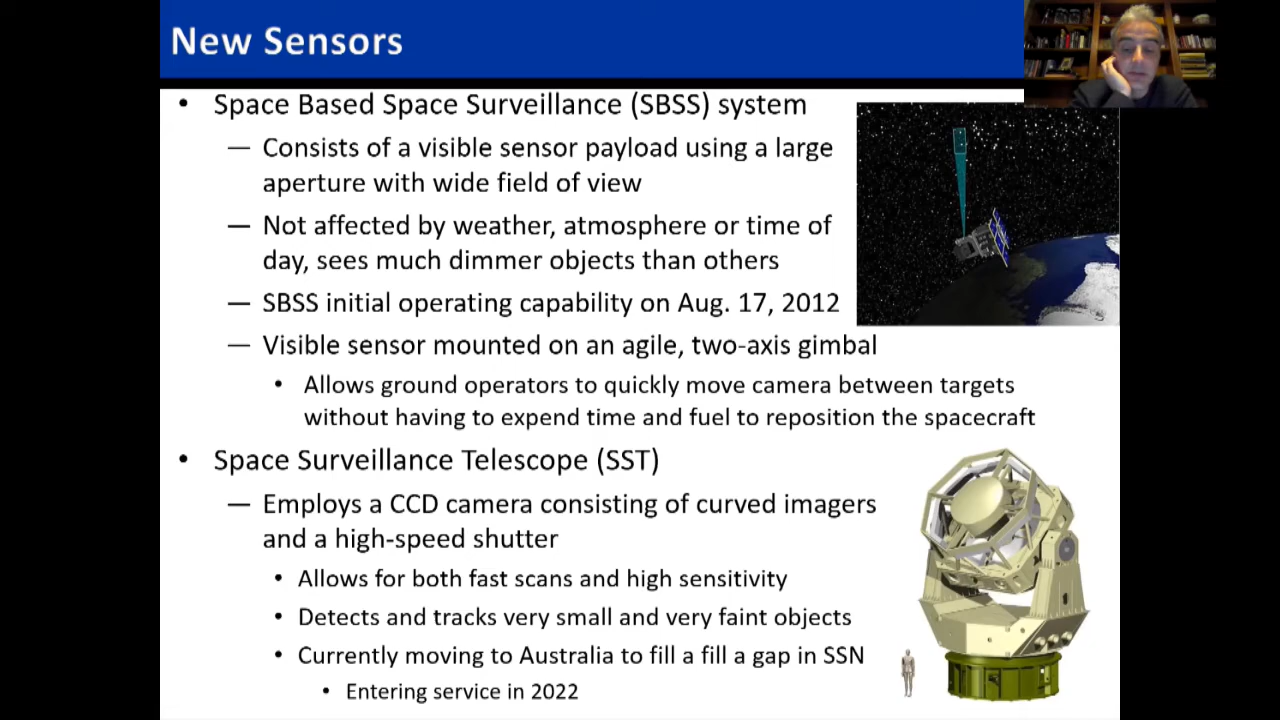 New Sensors
• Space Based Space Surveillance (SBSS) system
— Consists of a visible sensor payload using a large
aperture with wide field of view
— Not affected by weather, atmosphere or time of
day, sees much dimmer objects than others
— SBSS initial operating capability on Aug. 17, 2012
— Visible sensor mounted on an agile, two-axis gimbal
• Allows ground operators to quickly move camera between targets
without having to expend time and fuel to reposition the spacecraft
• Space Surveillance Telescope (SST)
— Employs a CCD camera consisting of curved imagers
and a high-speed shutter
• Allows for both fast scans and high sensitivity
• Detects and tracks very small and very faint objects
• Currently moving to Australia to fill a fill a gap in SSN
• Entering service in 2022